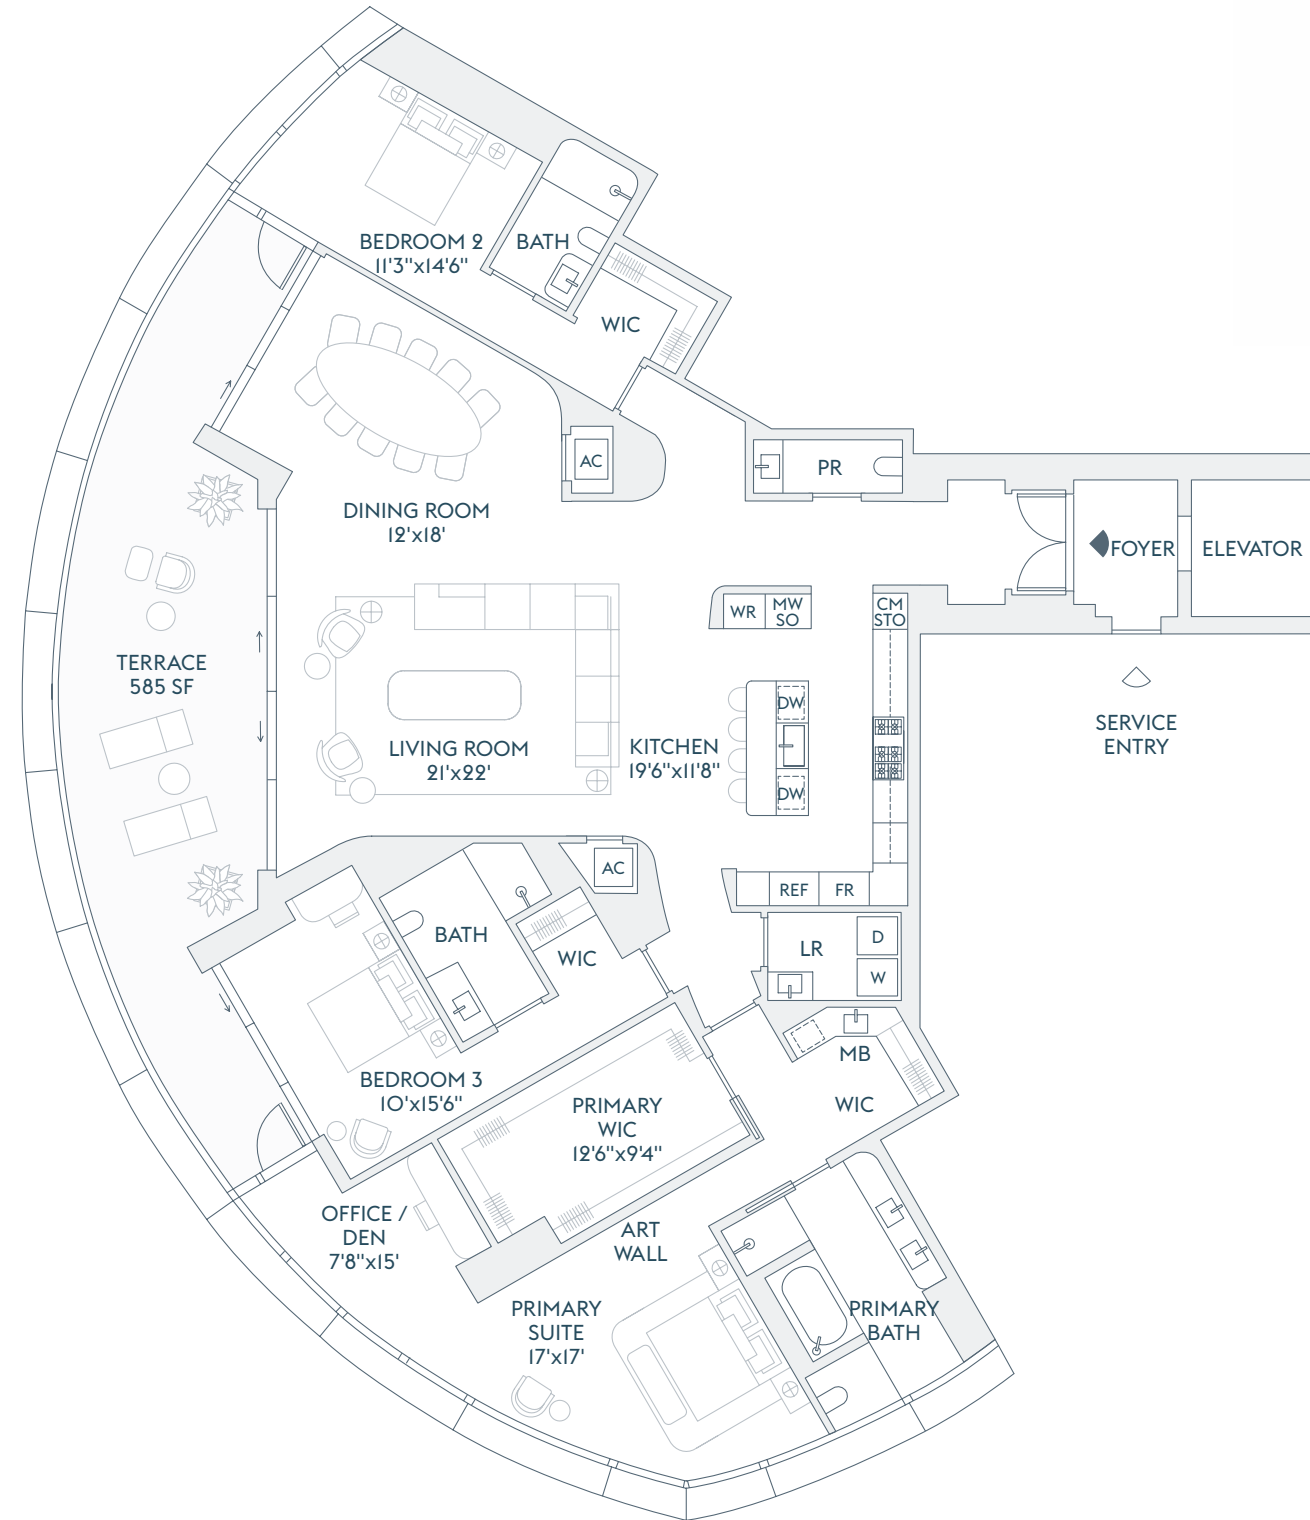 BEDROOM 2
11'3"x14'6"
BATH
WIC
AC
PR
DINING ROOM
12'x18'
FOYER
ELEVATOR
WR
MW
SO
CM
STO
TERRACE
585 SF
DW
LIVING ROOM
21'x22'
KITCHEN
19'6"x11'8"
DW
SERVICE
ENTRY
AC
REF
FR
BATH
WIC
LR
D
W
MB
WIC
BEDROOM 3
10'x15'6"
PRIMARY
WIC
12'6"x9'4"
OFFICE /
DEN
7'8"x15'
ART
WALL
PRIMARY
SUITE
17'x17'
PRIMARY
BATH